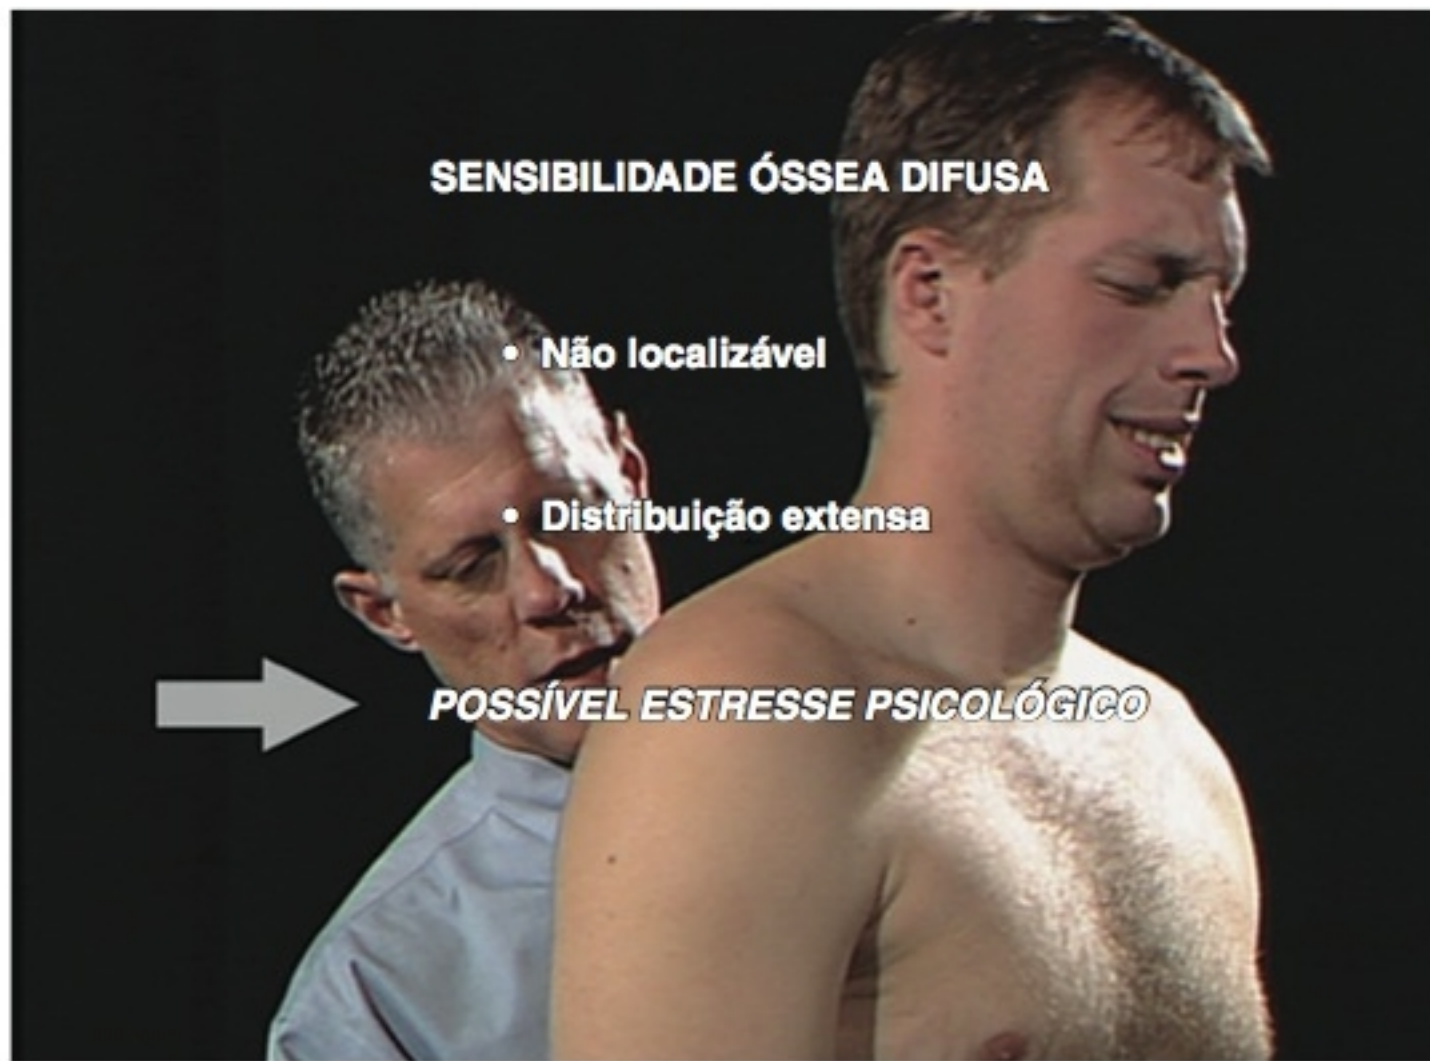 SENSIBILIDADE ÓSSEA DIFUSA
• Não localizável
• Distribuição extensa
POSSÍVEL ESTRESSE PSICOLÓGICO